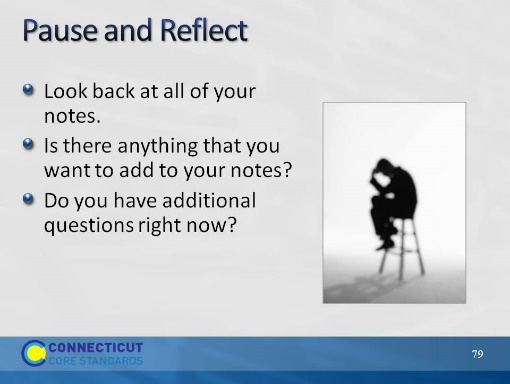 Pause and Reflect
Look back at all of your
notes.
Is there anything that you
want to add to your notes?
Do you have additional
questions right now?
CONNECTICUT
CORE STANDARDS
79